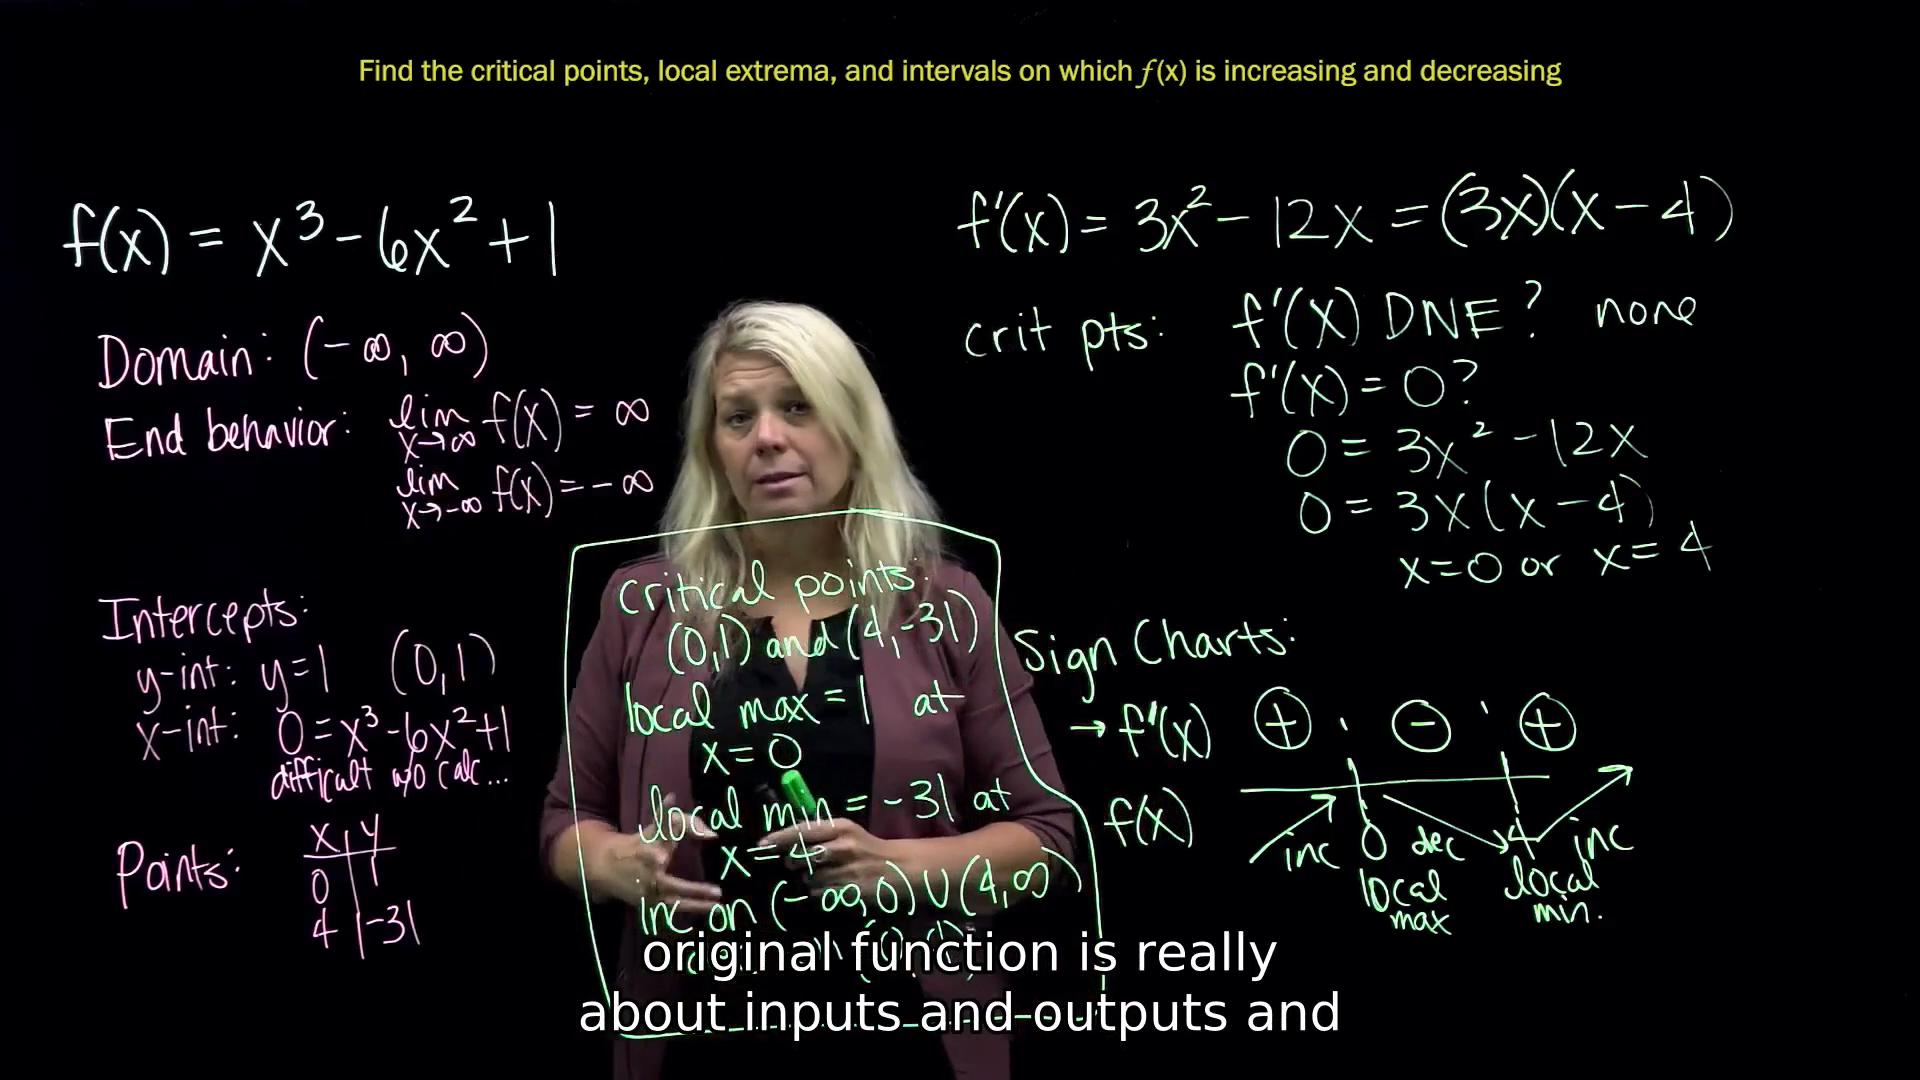 Find the critical points, local extrema, and intervals on which f(x) is increasing and decreasing
f(x) = x³ - 6x² + 1
Domain: (-∞, ∞)
End behavior: lim x→∞ f(x) = ∞
lim x→-∞ f(x) = -∞
Intercepts:
y-int: y=1 (0,1)
x-int: 0 = x³ - 6x² + 1
difficult w/o calc...
Points: x y
0 1
4 -31
critical points:
(0,1) and (4,-31)
local max = 1 at
x = 0
local min = -31 at
x = 4
inc on (-∞,0) ∪ (4,∞)
f'(x) = 3x² - 12x = (3x)(x-4)
crit pts: f'(x) DNE? none
f'(x) = 0?
0 = 3x² - 12x
0 = 3x(x-4)
x=0 or x=4
Sign Charts:
→ f'(x) + - +
f(x) inc 0 dec 4 inc
local max
local min.
original function is really
about inputs and outputs and